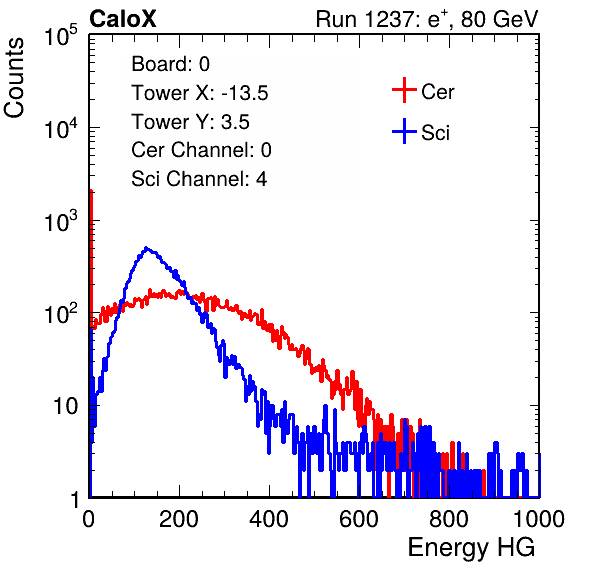 CaloX Run 1237: e⁺, 80 GeV
Counts
10⁵
10⁴
10³
10²
10
1
Board: 0
Tower X: -13.5
Tower Y: 3.5
Cer Channel: 0
Sci Channel: 4
Cer
Sci
0 200 400 600 800 1000
Energy HG